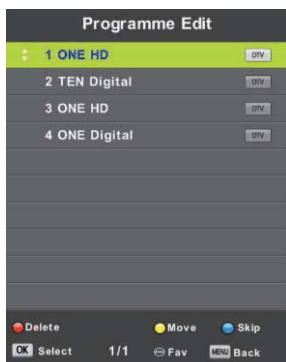 Programme Edit
1 ONE HD DTV
2 TEN Digital DTV
3 ONE HD DTV
4 ONE Digital DTV
Delete Move Skip
OK Select 1/1 Fav MENU Back